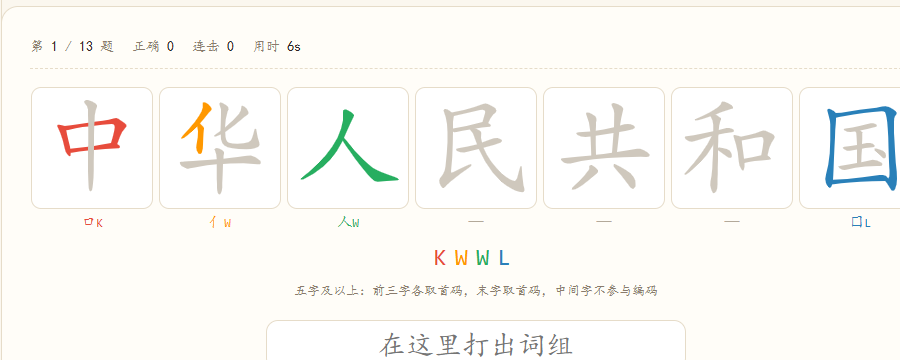 第 1 / 13 题 正确 0 连击 0 用时 6s
中 华 人 民 共 和 国
口K 亻W 人W — — — 囗L
K W W L
五字及以上：前三字各取首码，末字取首码，中间字不参与编码
在这里打出词组